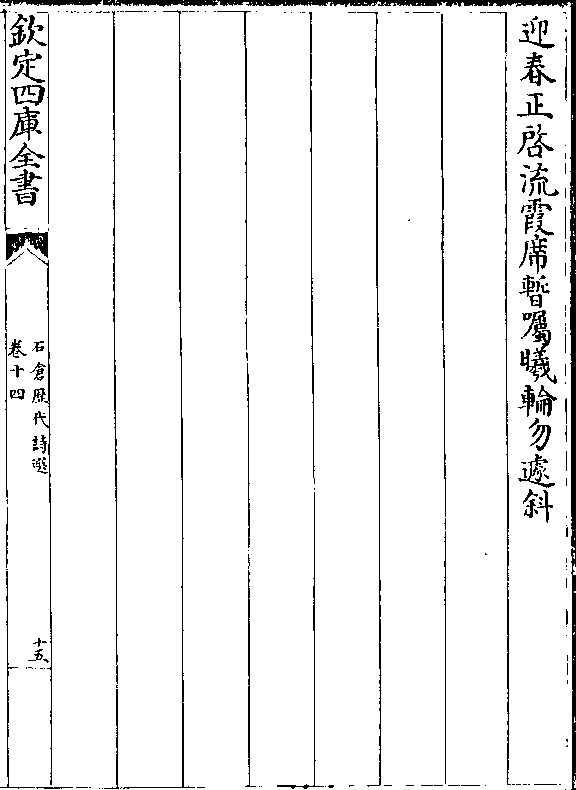 迎春正啓流霞席暫囑曦輪勿遽斜
欽定四庫全書
石倉歴代詩選
卷十四
十五